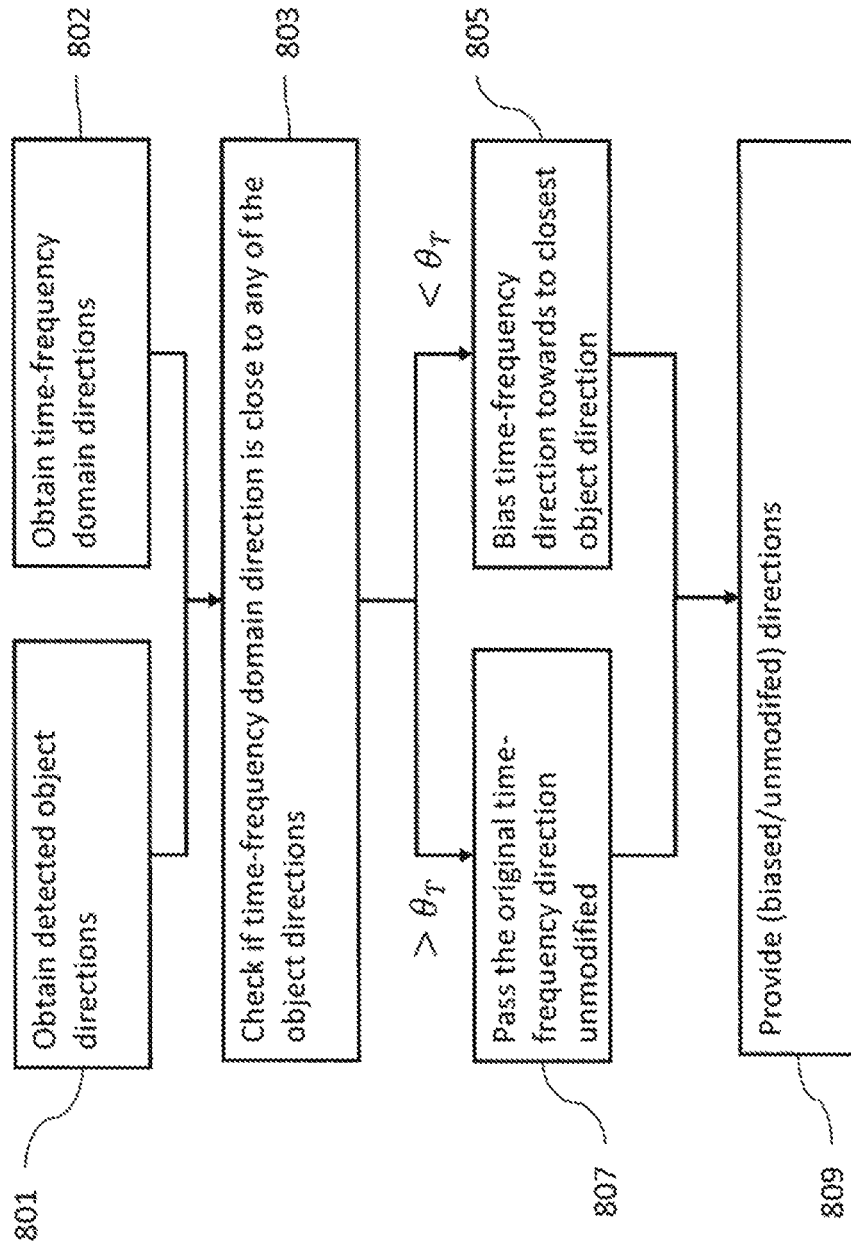 801
Obtain detected object
directions
Obtain time-frequency
domain directions
802
Check if time-frequency domain direction is close to any of the
object directions
803
> θT
< θT
Pass the original time-
frequency direction
unmodified
807
Bias time-frequency
direction towards to closest
object direction
805
Provide (biased/unmodifed) directions
809